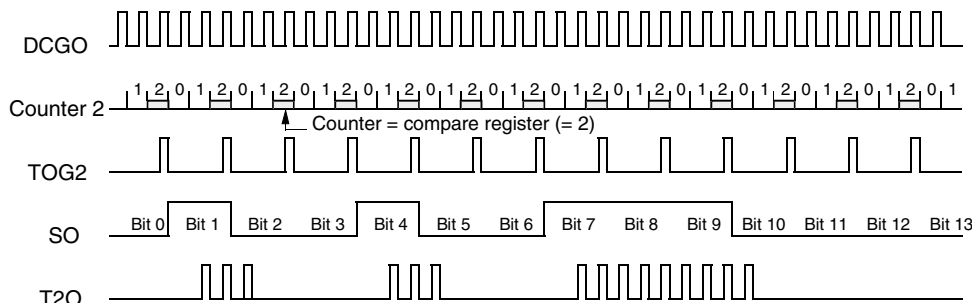 DCGO
1 2 0 1 2 0 1 2 0 1 2 0 1 2 0 1 2 0 1 2 0 1 2 0 1 2 0 1 2 0 1 2 0 1 2 0 1 2 0 1
Counter 2
Counter = compare register (= 2)
TOG2
Bit 0 Bit 1 Bit 2 Bit 3 Bit 4 Bit 5 Bit 6 Bit 7 Bit 8 Bit 9 Bit 10 Bit 11 Bit 12 Bit 13
SO
T2O